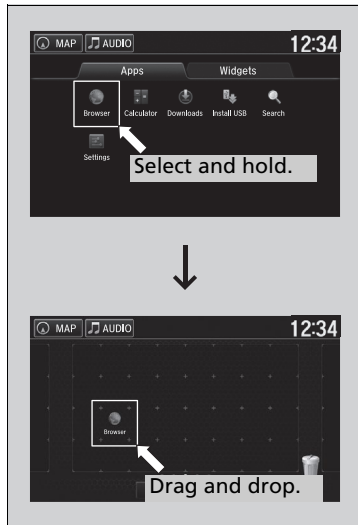 MAP AUDIO 12:34
Apps Widgets
Browser Calculator Downloads Install USB Search
Settings
Select and hold.
MAP AUDIO 12:34
Browser
Drag and drop.